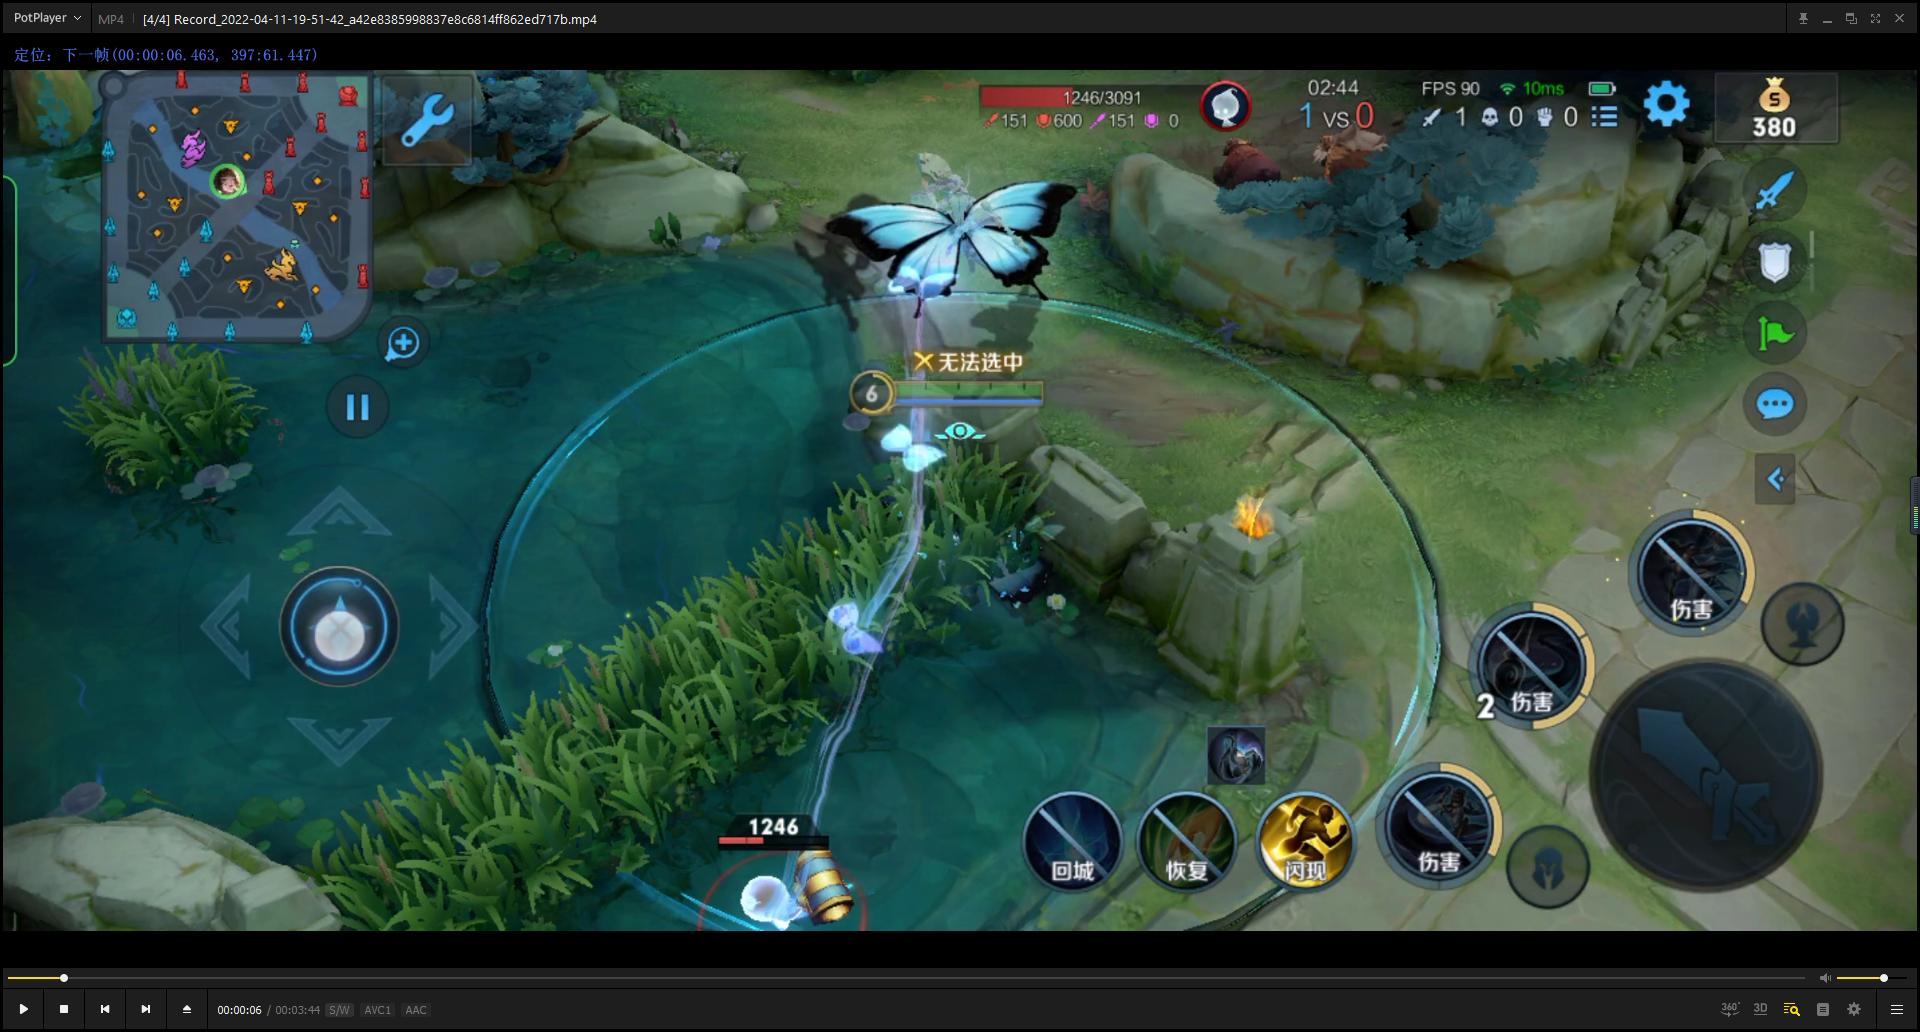 PotPlayer
MP4
[4/4] Record_2022-04-11-19-51-42_a42e8385998837e8c6814ff862ed717b.mp4
定位：下一帧(00:00:06.463, 397:61.447)
1246/3091
151 600 151 0
02:44
1 VS 0
FPS 90 10ms
1 0 0
380
无法选中
6
伤害
2 伤害
1246
回城
恢复
闪现
伤害
00:00:06 / 00:03:44 S/W AVC1 AAC
360° 3D